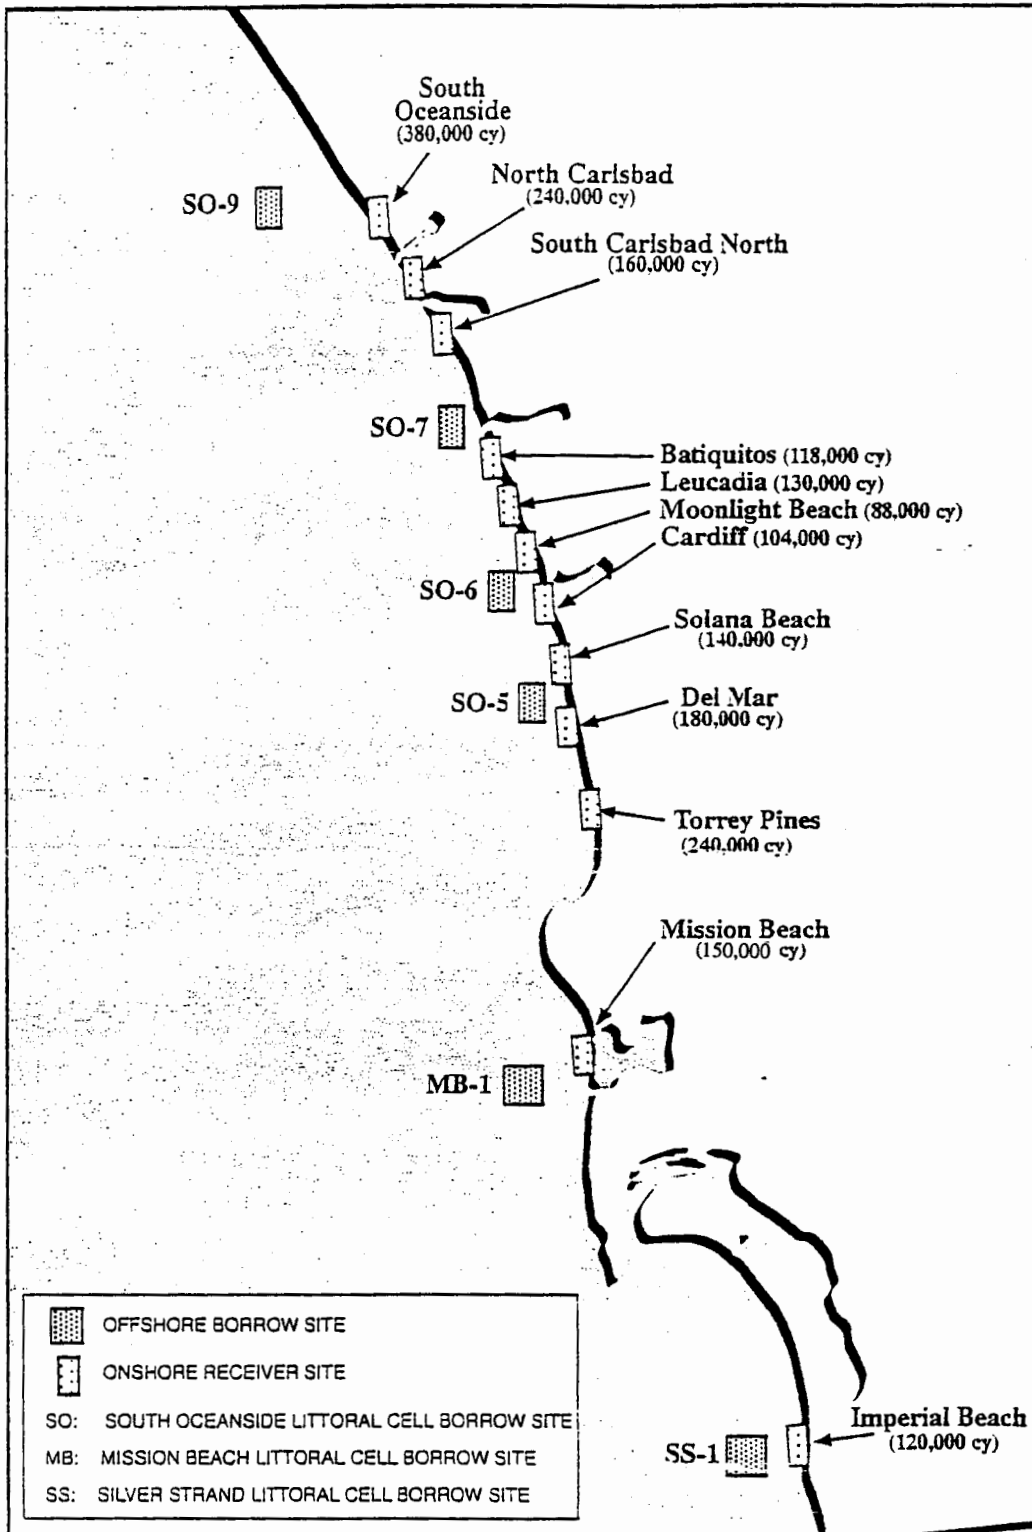 South
Oceanside
(380,000 cy)
North Carlsbad
(240,000 cy)
SO-9
South Carlsbad North
(160,000 cy)
SO-7
Batiquitos (118,000 cy)
Leucadia (130,000 cy)
Moonlight Beach (88,000 cy)
Cardiff (104,000 cy)
SO-6
Solana Beach
(140,000 cy)
SO-5
Del Mar
(180,000 cy)
Torrey Pines
(240,000 cy)
Mission Beach
(150,000 cy)
MB-1
OFFSHORE BORROW SITE
ONSHORE RECEIVER SITE
SO: SOUTH OCEANSIDE LITTORAL CELL BORROW SITE
MB: MISSION BEACH LITTORAL CELL BORROW SITE
SS: SILVER STRAND LITTORAL CELL BORROW SITE
Imperial Beach
(120,000 cy)
SS-1